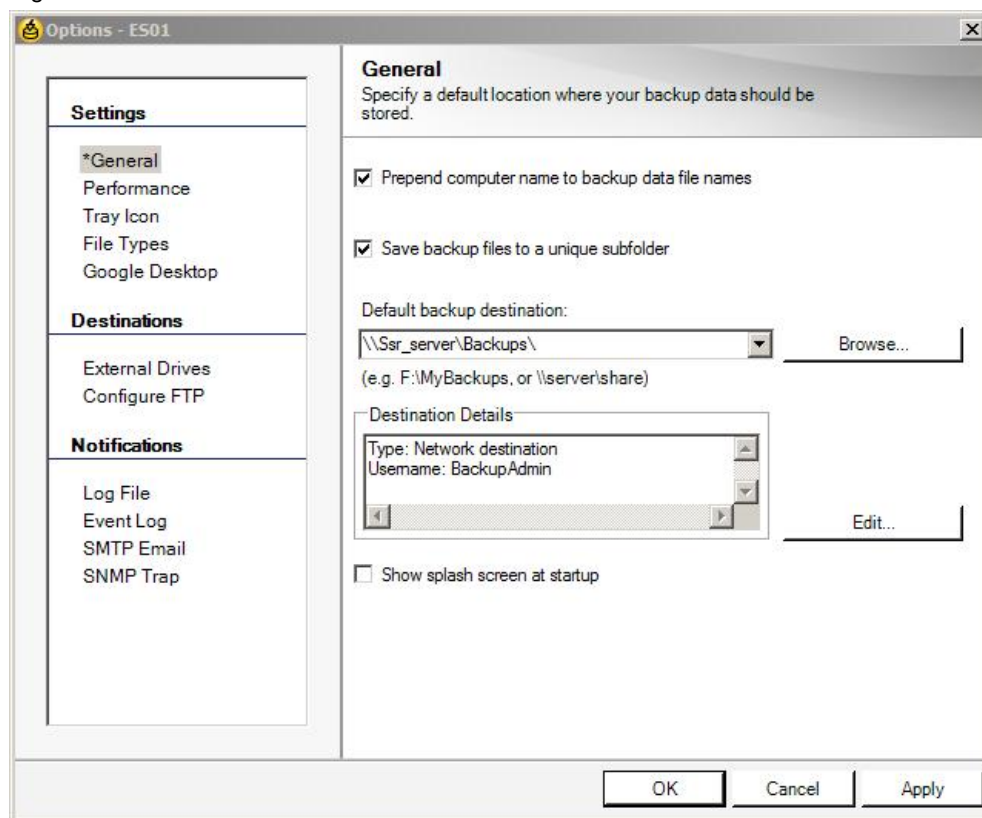 Options - ES01
Settings
*General
Performance
Tray Icon
File Types
Google Desktop
Destinations
External Drives
Configure FTP
Notifications
Log File
Event Log
SMTP Email
SNMP Trap
General
Specify a default location where your backup data should be
stored.
Prepend computer name to backup data file names
Save backup files to a unique subfolder
Default backup destination:
\\Ssr_server\Backups\
Browse...
(e.g. F:\MyBackups, or \\server\share)
Destination Details
Type: Network destination
Username: BackupAdmin
Edit...
Show splash screen at startup
OK
Cancel
Apply